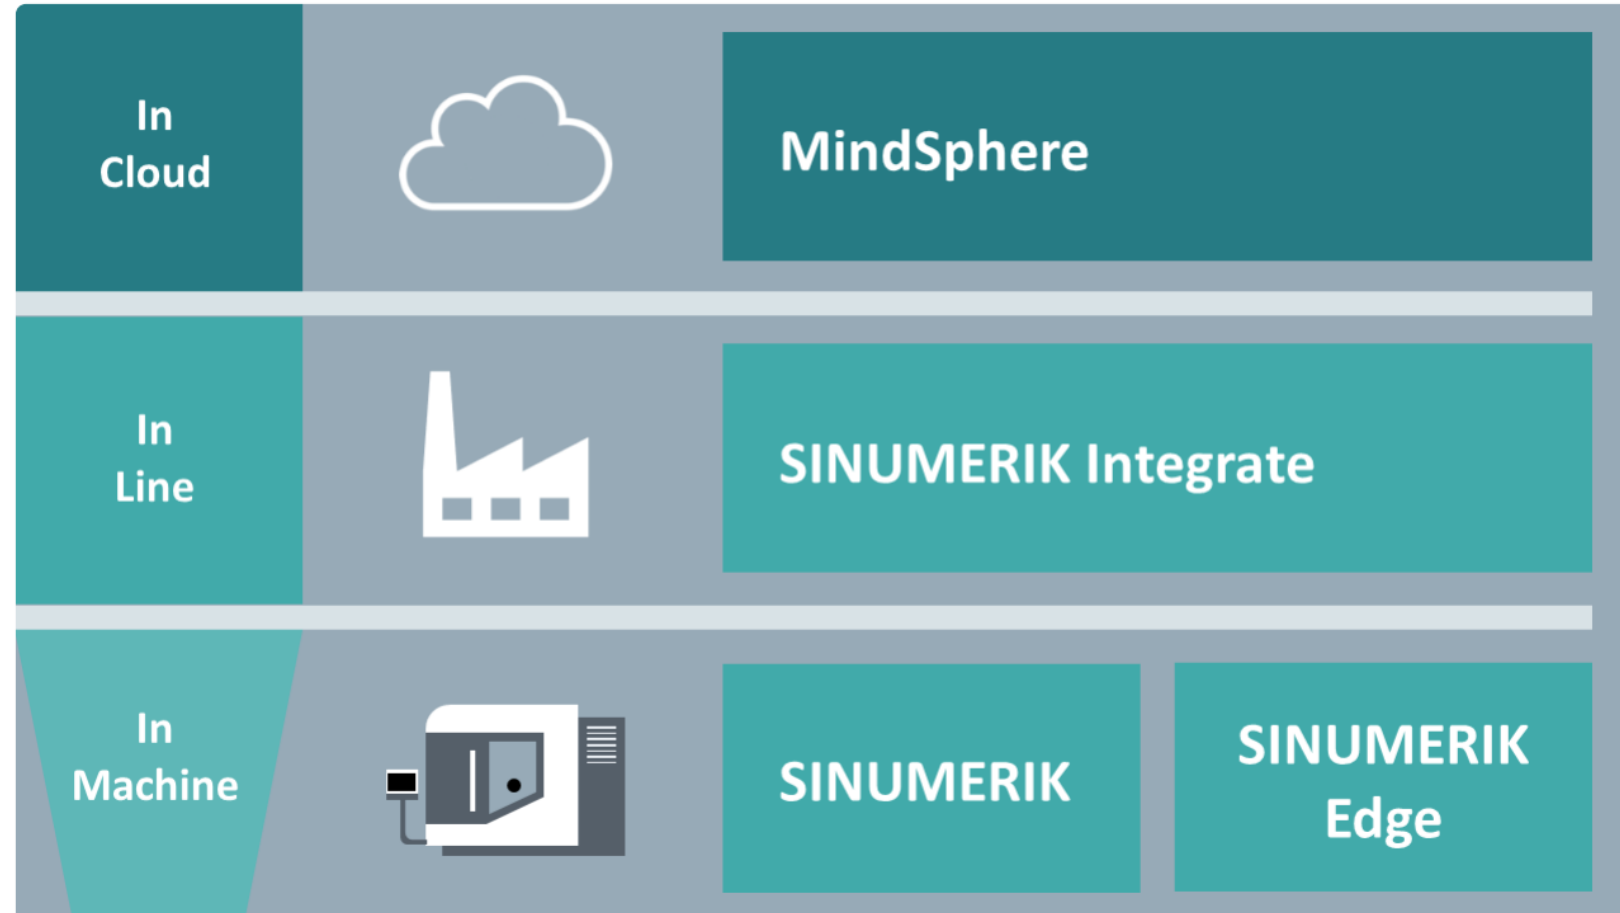 In
Cloud
MindSphere
In
Line
SINUMERIK Integrate
In
Machine
SINUMERIK
SINUMERIK
Edge